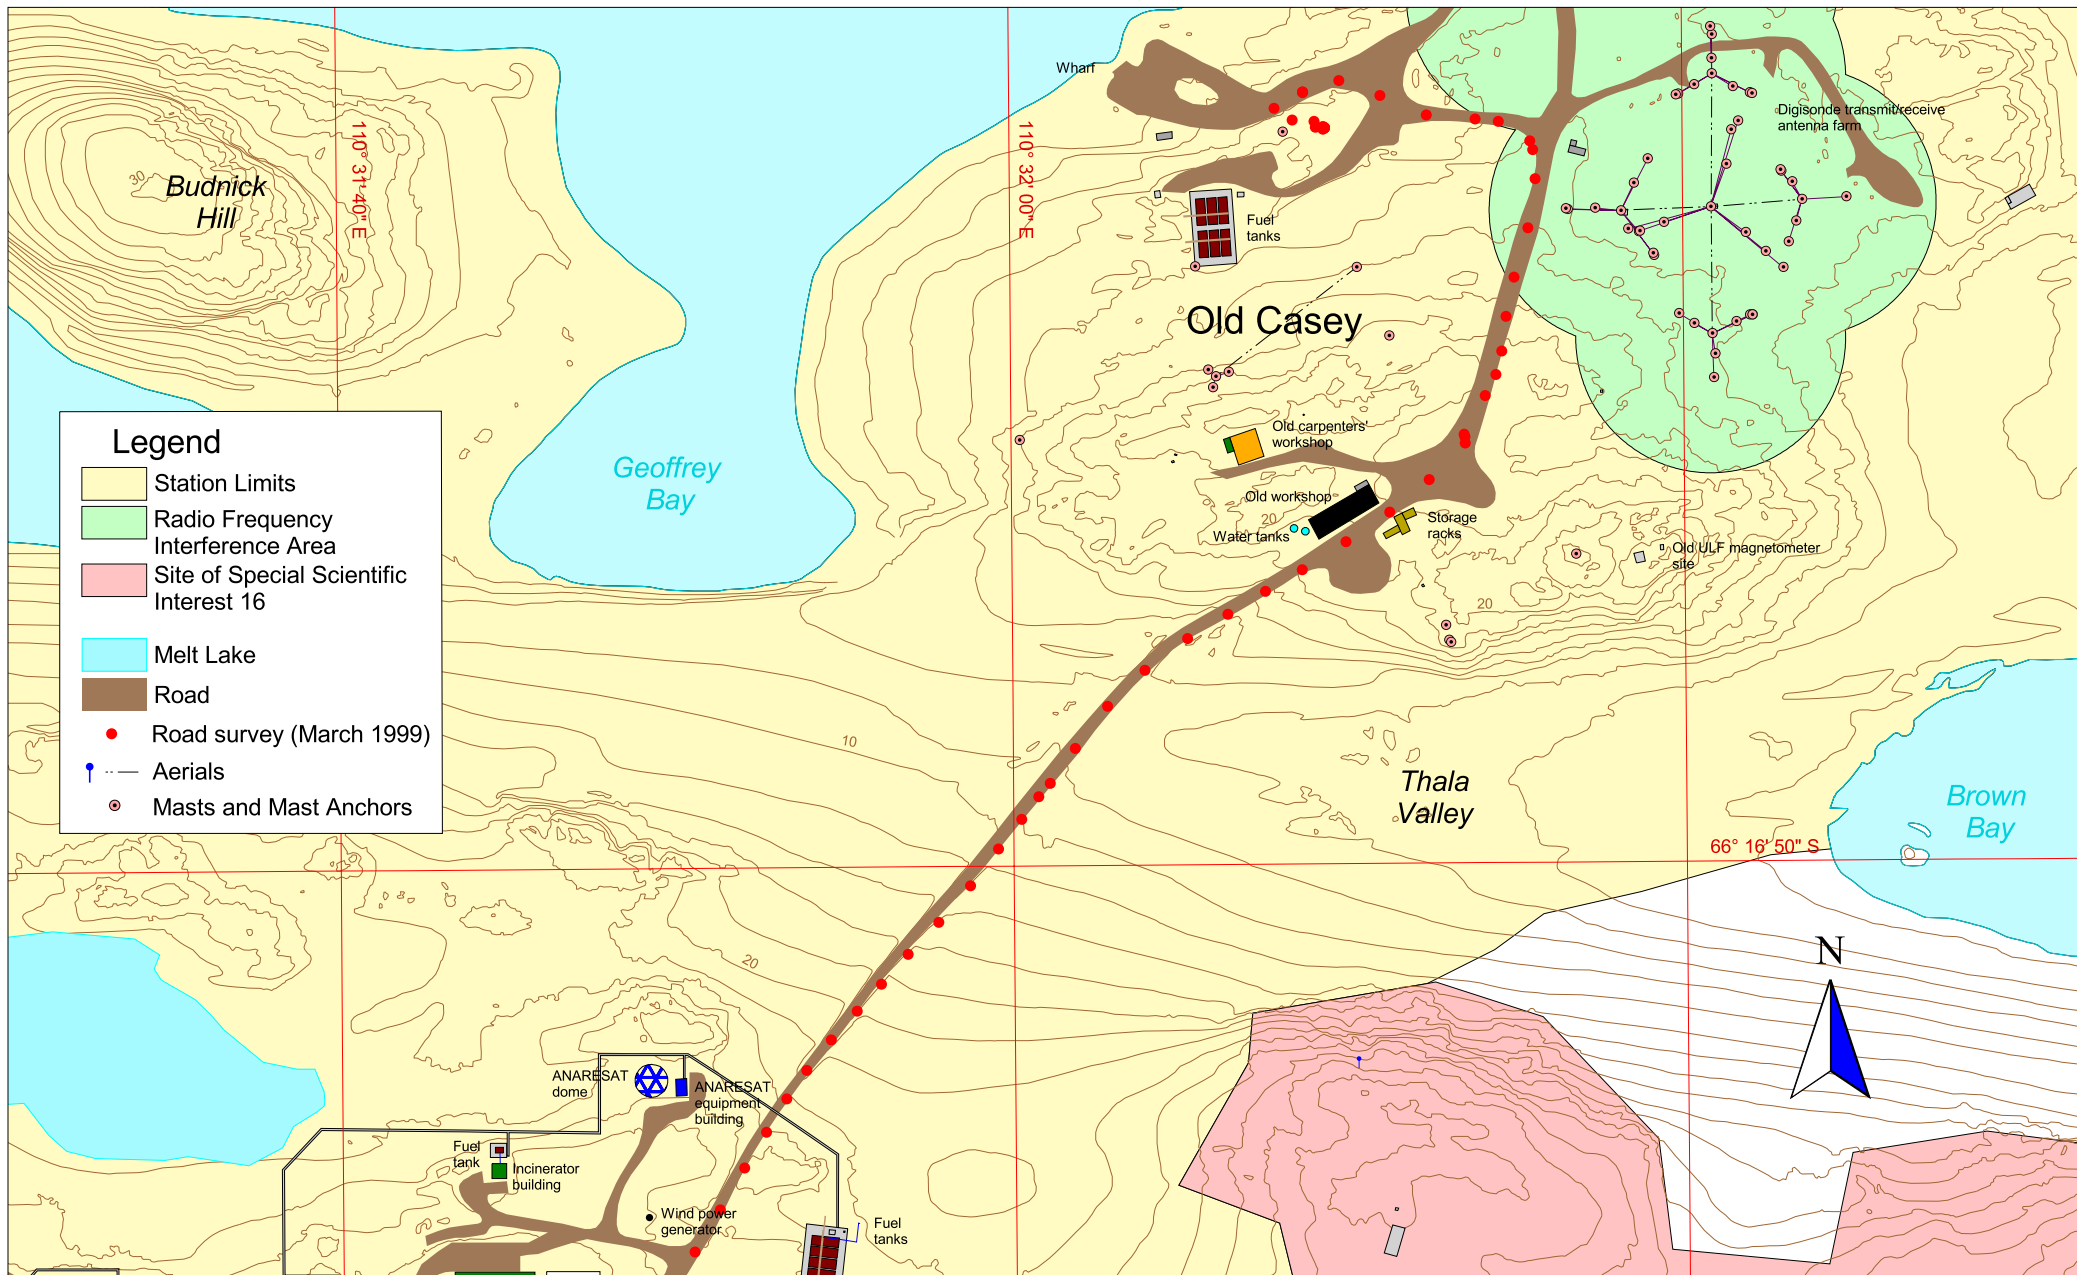 Wharf
Digisonde transmit/receive
antenna farm
110° 31' 40" E
110° 32' 00" E
30
Budnick
Hill
Fuel
tanks
Old Casey
Legend
Station Limits
Radio Frequency
Interference Area
Site of Special Scientific
Interest 16
Melt Lake
Road
Road survey (March 1999)
Aerials
Masts and Mast Anchors
Geoffrey
Bay
Old carpenters'
workshop
Old workshop
20
Water tanks
Storage
racks
Old ULF magnetometer
site
20
10
Thala
Valley
Brown
Bay
66° 16' 50" S
20
N
ANARESAT
dome
ANARESAT
equipment
building
Fuel
tank
Incinerator
building
Wind power
generator
Fuel
tanks